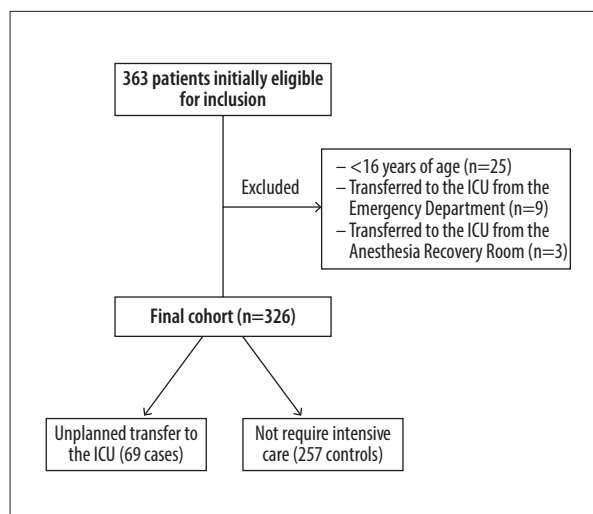 363 patients initially eligible
for inclusion
Excluded
– <16 years of age (n=25)
– Transferred to the ICU from the
Emergency Department (n=9)
– Transferred to the ICU from the
Anesthesia Recovery Room (n=3)
Final cohort (n=326)
Unplanned transfer to
the ICU (69 cases)
Not require intensive
care (257 controls)